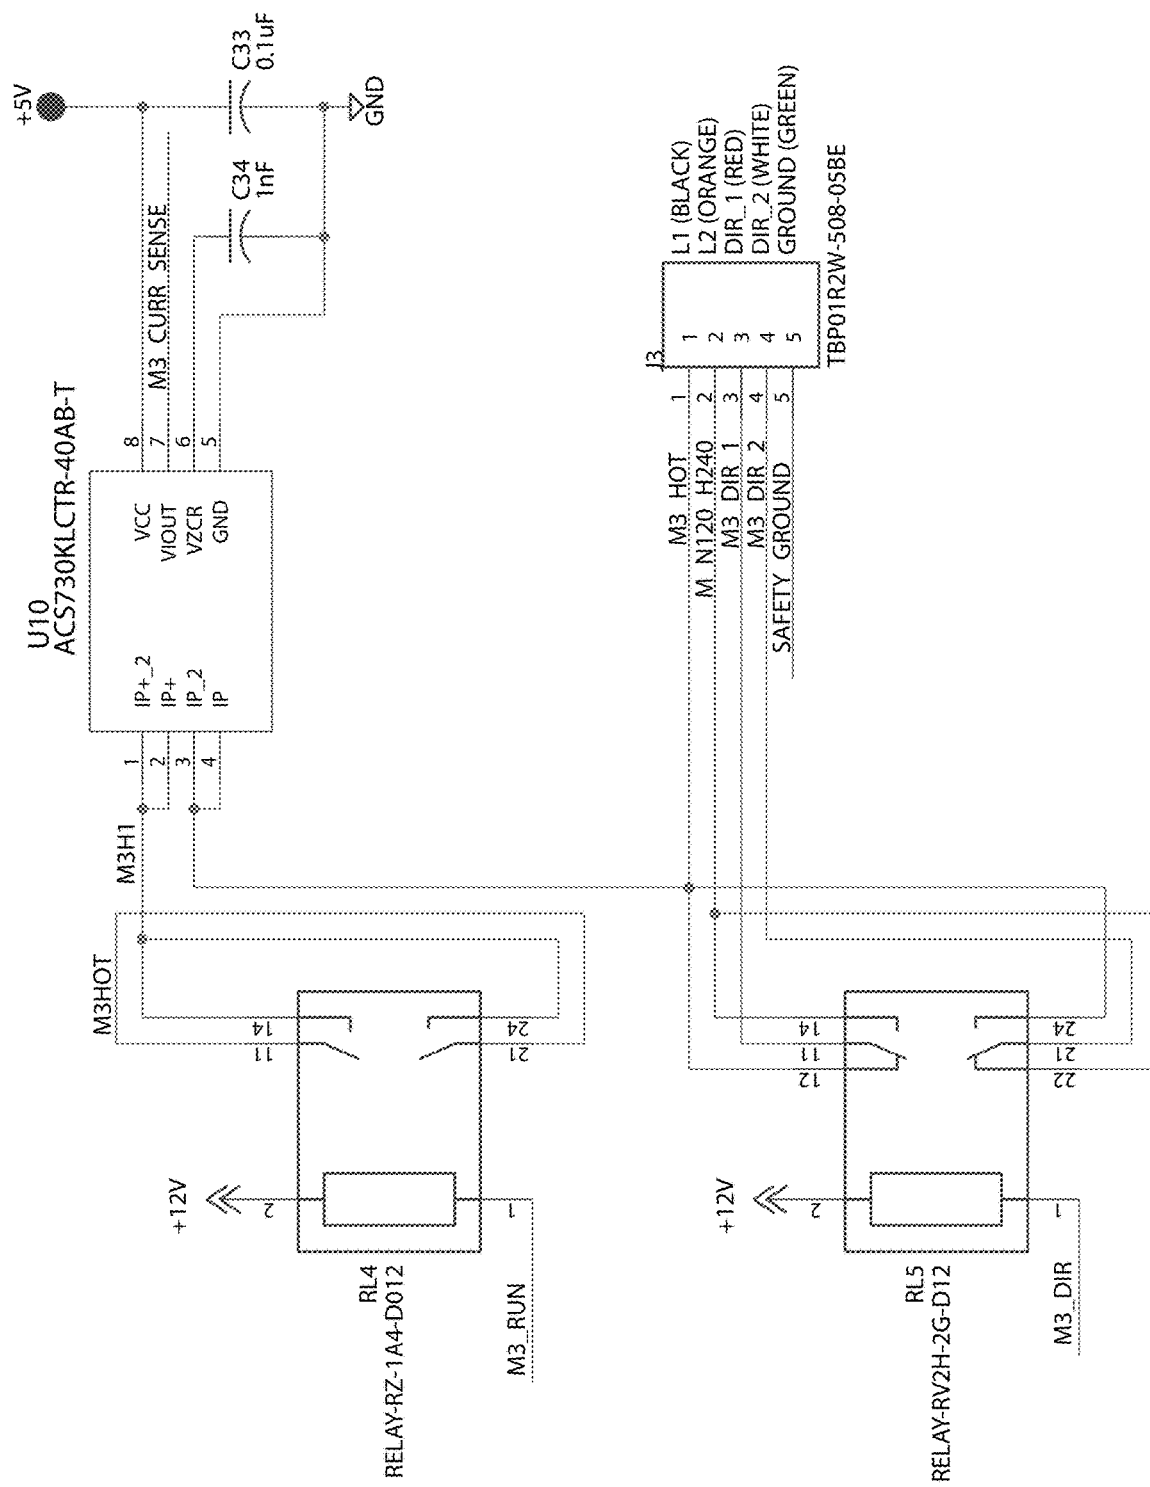 +5V
C33
0.1uF
GND
C34
1nF
M3 CURR SENSE
U10
ACS730KLCTR-40AB-T
8
7
6
5
VCC
VIOUT
VZCR
GND
IP+_2
IP+
IP_2
IP
1
2
3
4
M3H1
M3HOT
14
11
24
21
+12V
2
1
RL4
RELAY-RZ-1A4-D012
M3_RUN
L1 (BLACK)
L2 (ORANGE)
DIR_1 (RED)
DIR_2 (WHITE)
GROUND (GREEN)
TBP01R2W-508-05BE
J3
1
2
3
4
5
1
2
3
4
5
M3_HOT
M_N120_H240
M3_DIR_1
M3_DIR_2
SAFETY_GROUND
14
11
12
24
21
22
+12V
2
1
RL5
RELAY-RV2H-2G-D12
M3_DIR